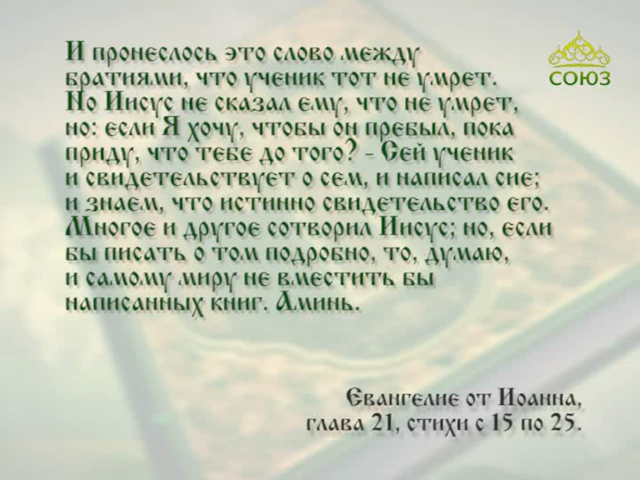 И пронеслось это слово между
братиями, что ученик тот не умрет.
Но Иисус не сказал ему, что не умрет,
но: если Я хочу, чтобы он пребыл, пока
приду, что тебе до того? - Сей ученик
и свидетельствует о сем, и написал сие;
и знаем, что истинно свидетельство его.
Многое и другое сотворил Иисус; но, если
бы писать о том подробно, то, думаю,
и самому миру не вместить бы
написанных книг. Аминь.
СОЮЗ
Евангелие от Иоанна,
глава 21, стихи с 15 по 25.